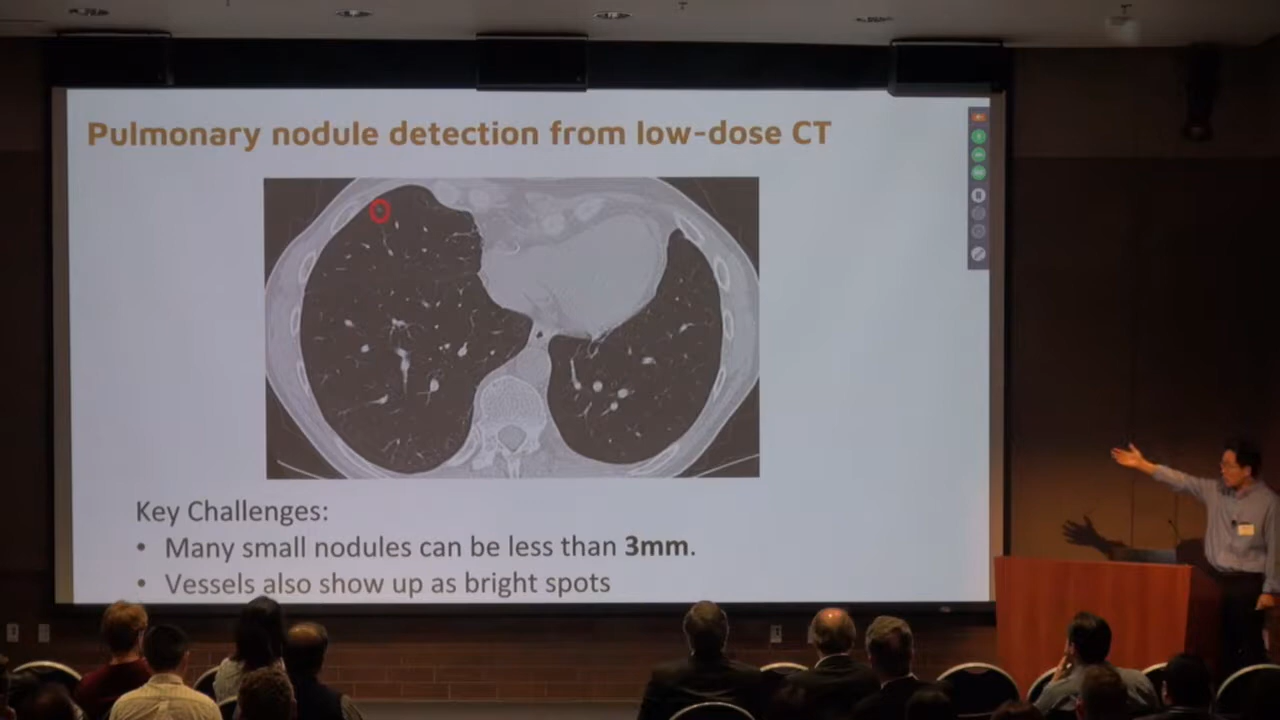 Pulmonary nodule detection from low-dose CT
Key Challenges:
• Many small nodules can be less than 3mm.
• Vessels also show up as bright spots